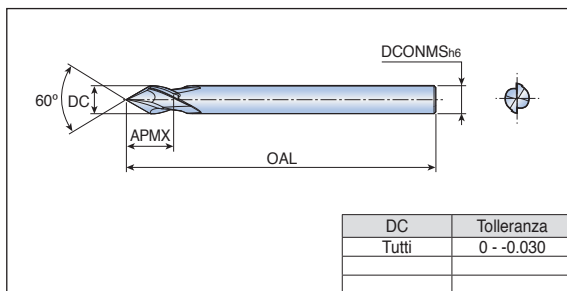 DCONMSh6
60°
DC
APMX
OAL
DC Tolleranza
Tutti 0 - -0.030